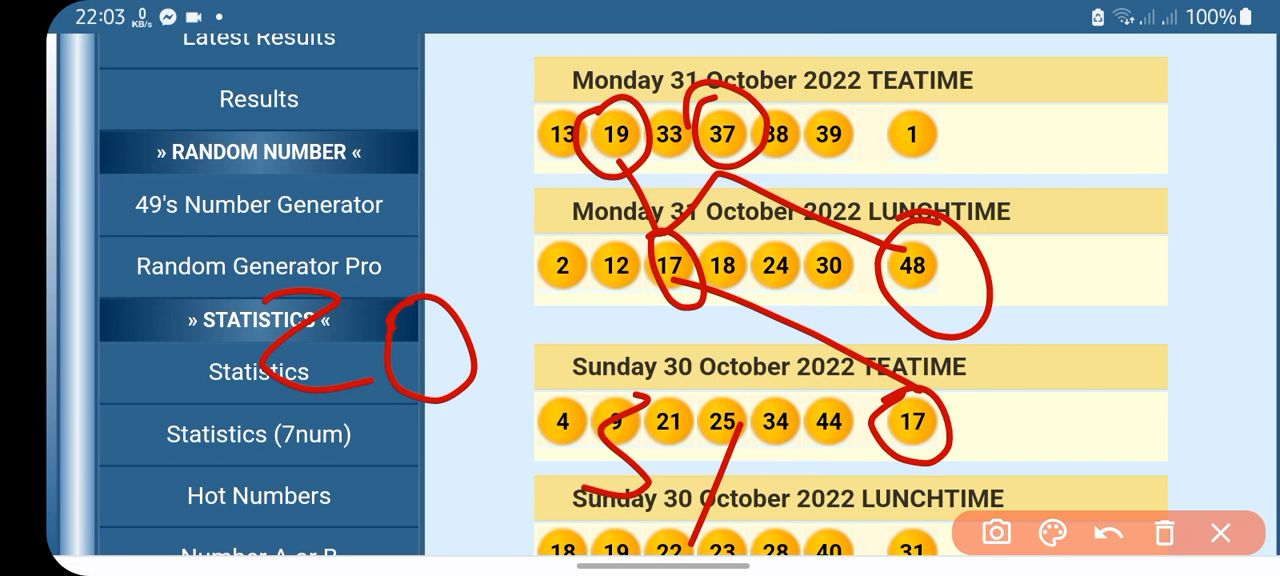 22:03 0 KB/s 100%
Latest Results
Results
» RANDOM NUMBER «
49's Number Generator
Random Generator Pro
» STATISTICS «
Statistics
Statistics (7num)
Hot Numbers
Number A or B
Monday 31 October 2022 TEATIME
13 19 33 37 38 39 1
Monday 31 October 2022 LUNCHTIME
2 12 17 18 24 30 48
Sunday 30 October 2022 TEATIME
4 9 21 25 34 44 17
Sunday 30 October 2022 LUNCHTIME
18 19 22 23 28 40 31